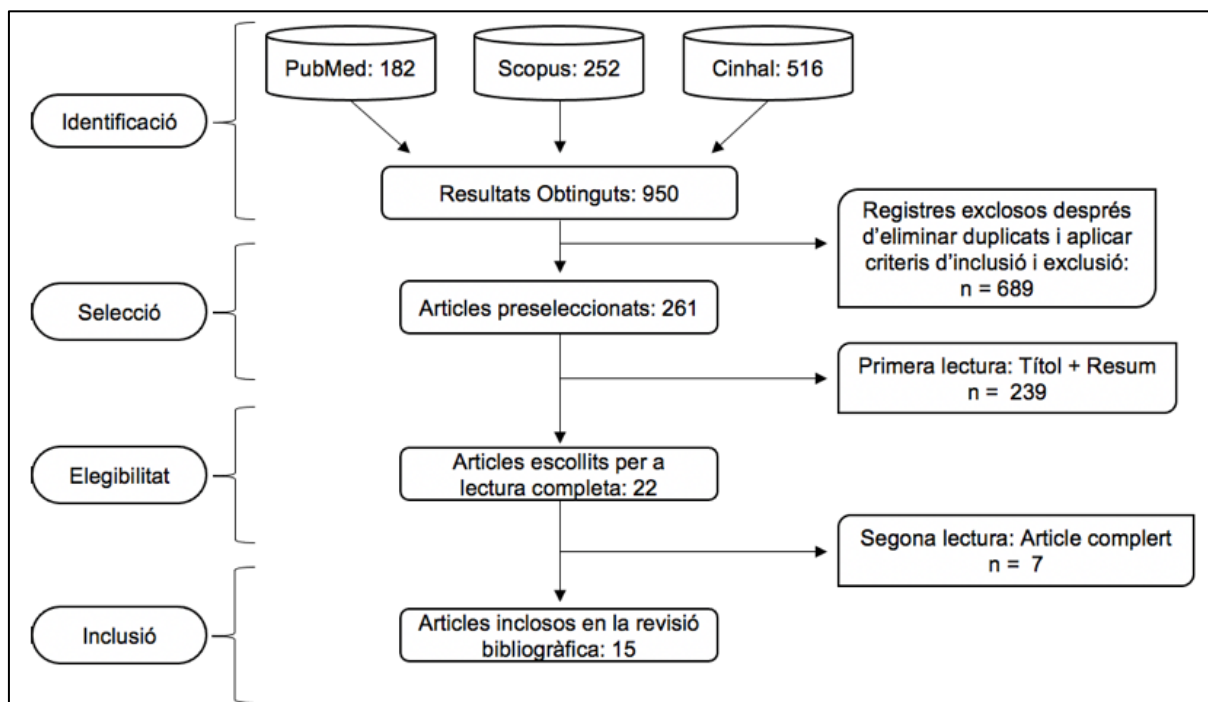 PubMed: 182
Scopus: 252
Cinhal: 516
Identificació
Resultats Obtinguts: 950
Registres exclosos després
d'eliminar duplicats i aplicar
criteris d'inclusió i exclusió:
n = 689
Selecció
Articles preseleccionats: 261
Primera lectura: Títol + Resum
n = 239
Elegibilitat
Articles escollits per a
lectura completa: 22
Segona lectura: Article complert
n = 7
Inclusió
Articles inclosos en la revisió
bibliogràfica: 15